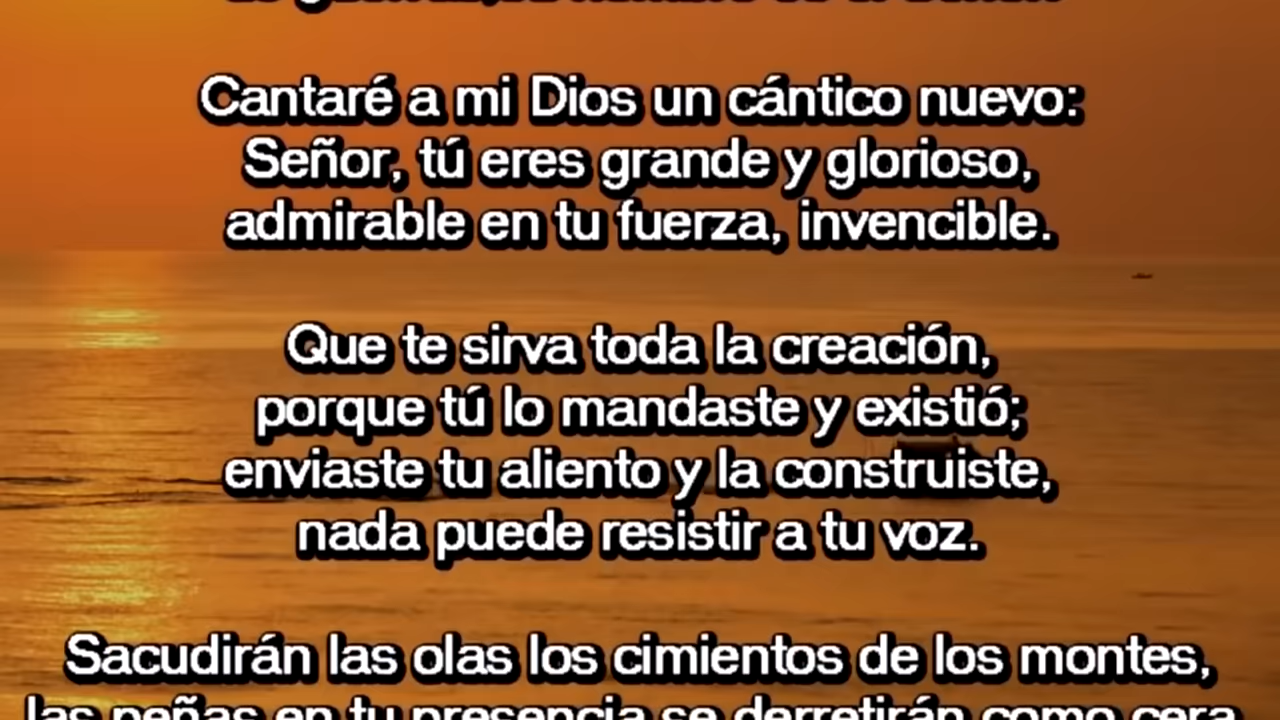 Cantaré a mi Dios un cántico nuevo:
Señor, tú eres grande y glorioso,
admirable en tu fuerza, invencible.
Que te sirva toda la creación,
porque tú lo mandaste y existió;
enviaste tu aliento y la construiste,
nada puede resistir a tu voz.
Sacudirán las olas los cimientos de los montes,
las peñas en tu presencia se derretirán como cera